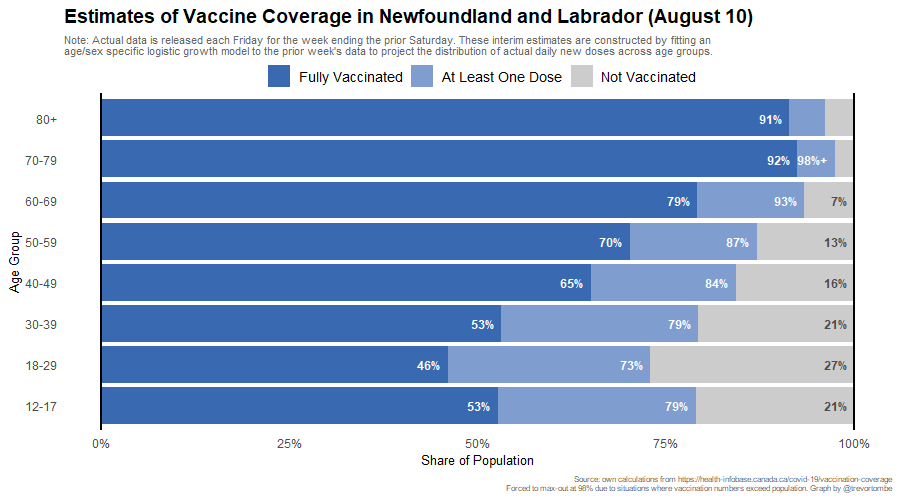 Estimates of Vaccine Coverage in Newfoundland and Labrador (August 10)
Note: Actual data is released each Friday for the week ending the prior Saturday. These interim estimates are constructed by fitting an
age/sex specific logistic growth model to the prior week's data to project the distribution of actual daily new doses across age groups.
Fully Vaccinated At Least One Dose Not Vaccinated
80+ 91%
70-79 92% 98%+
60-69 79% 93% 7%
50-59 70% 87% 13%
Age Group
40-49 65% 84% 16%
30-39 53% 79% 21%
18-29 46% 73% 27%
12-17 53% 79% 21%
0% 25% 50% 75% 100%
Share of Population
Source: own calculations from https://health-infobase.canada.ca/covid-19/vaccination-coverage
Forced to max-out at 98% due to situations where vaccination numbers exceed population. Graph by @trevortombe